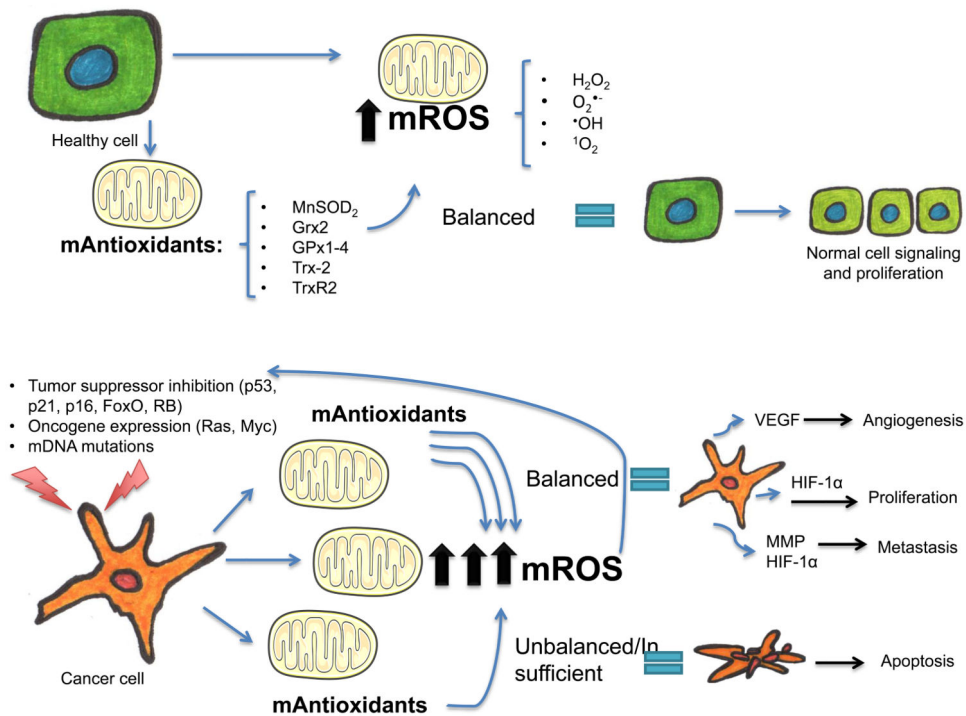 Healthy cell
mROS
• H₂O₂
• O₂•-
• •OH
• ¹O₂
mAntioxidants:
• MnSOD₂
• Grx2
• GPx1-4
• Trx-2
• TrxR2
Balanced
Normal cell signaling
and proliferation
• Tumor suppressor inhibition (p53,
p21, p16, FoxO, RB)
• Oncogene expression (Ras, Myc)
• mDNA mutations
Cancer cell
mAntioxidants
mROS
mAntioxidants
Balanced
VEGF
Angiogenesis
HIF-1α
Proliferation
MMP
HIF-1α
Metastasis
Unbalanced/In
sufficient
Apoptosis